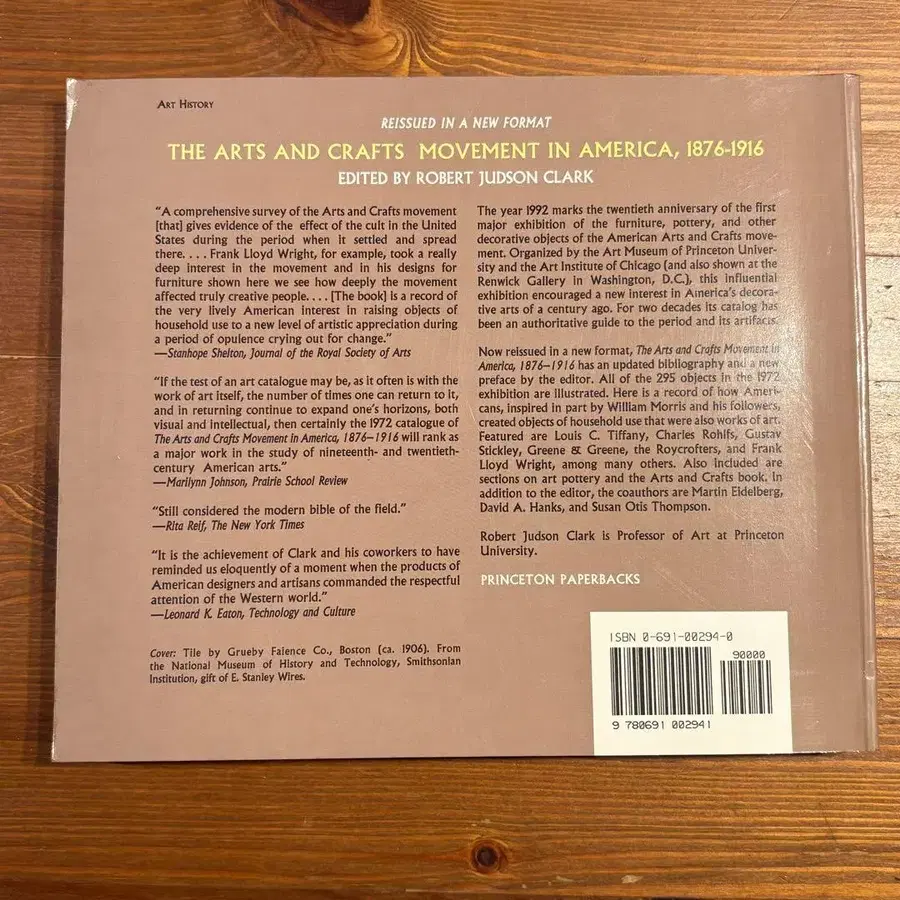 ART HISTORY
REISSUED IN A NEW FORMAT
THE ARTS AND CRAFTS MOVEMENT IN AMERICA, 1876-1916
EDITED BY ROBERT JUDSON CLARK
“A comprehensive survey of the Arts and Crafts movement
[that] gives evidence of the effect of the cult in the United
States during the period when it settled and spread
there. . . . Frank Lloyd Wright, for example, took a really
deep interest in the movement and in his designs for
furniture shown here we see how deeply the movement
affected truly creative people. . . . [The book] is a record of
the very lively American interest in raising objects of
household use to a new level of artistic appreciation during
a period of opulence crying out for change.”
—Stanhope Shelton, Journal of the Royal Society of Arts
“If the test of an art catalogue may be, as it often is with the
work of art itself, the number of times one can return to it,
and in returning continue to expand one’s horizons, both
visual and intellectual, then certainly the 1972 catalogue of
The Arts and Crafts Movement in America, 1876–1916 will rank as
a major work in the study of nineteenth- and twentieth-
century American arts.”
—Marilynn Johnson, Prairie School Review
“Still considered the modern bible of the field.”
—Rita Reif, The New York Times
“It is the achievement of Clark and his coworkers to have
reminded us eloquently of a moment when the products of
American designers and artisans commanded the respectful
attention of the Western world.”
—Leonard K. Eaton, Technology and Culture
Cover: Tile by Grueby Faience Co., Boston (ca. 1906). From
the National Museum of History and Technology, Smithsonian
Institution, gift of E. Stanley Wires.
The year 1992 marks the twentieth anniversary of the first
major exhibition of the furniture, pottery, and other
decorative objects of the American Arts and Crafts move-
ment. Organized by the Art Museum of Princeton Univer-
sity and the Art Institute of Chicago (and also shown at the
Renwick Gallery in Washington, D.C.), this influential
exhibition encouraged a new interest in America’s decora-
tive arts of a century ago. For two decades its catalog has
been an authoritative guide to the period and its artifacts.
Now reissued in a new format, The Arts and Crafts Movement in
America, 1876–1916 has an updated bibliography and a new
preface by the editor. All of the 295 objects in the 1972
exhibition are illustrated. Here is a record of how Ameri-
cans, inspired in part by William Morris and his followers,
created objects of household use that were also works of art.
Featured are Louis C. Tiffany, Charles Rohlfs, Gustav
Stickley, Greene & Greene, the Roycrofters, and Frank
Lloyd Wright, among many others. Also included are
sections on art pottery and the Arts and Crafts book. In
addition to the editor, the coauthors are Martin Eidelberg,
David A. Hanks, and Susan Otis Thompson.
Robert Judson Clark is Professor of Art at Princeton
University.
PRINCETON PAPERBACKS
ISBN 0-691-00294-0
90000
9 780691 002941